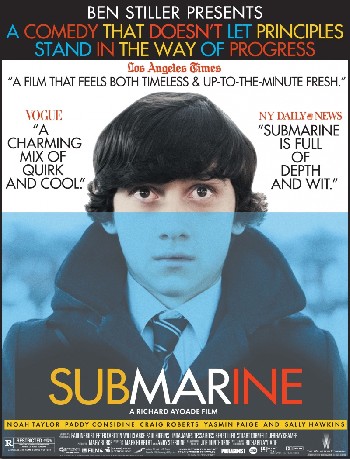 BEN STILLER PRESENTS
A COMEDY THAT DOESN'T LET PRINCIPLES
STAND IN THE WAY OF PROGRESS
Los Angeles Times
"A FILM THAT FEELS BOTH TIMELESS & UP-TO-THE-MINUTE FRESH."
VOGUE
"A
CHARMING
MIX OF
QUIRK
AND COOL."
NY DAILY NEWS
"SUBMARINE
IS FULL
OF
DEPTH
AND WIT."
SUBMARINE
A RICHARD AYOADE FILM
NOAH TAYLOR PADDY CONSIDINE CRAIG ROBERTS YASMIN PAIGE AND SALLY HAWKINS
R